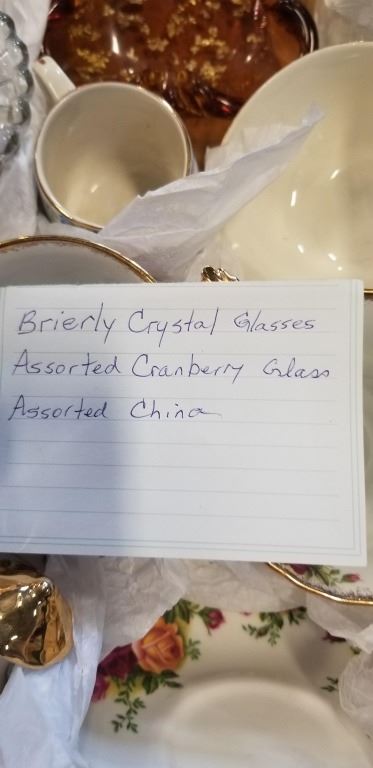 Brierly Crystal Glasses
Assorted Cranberry Glass
Assorted China